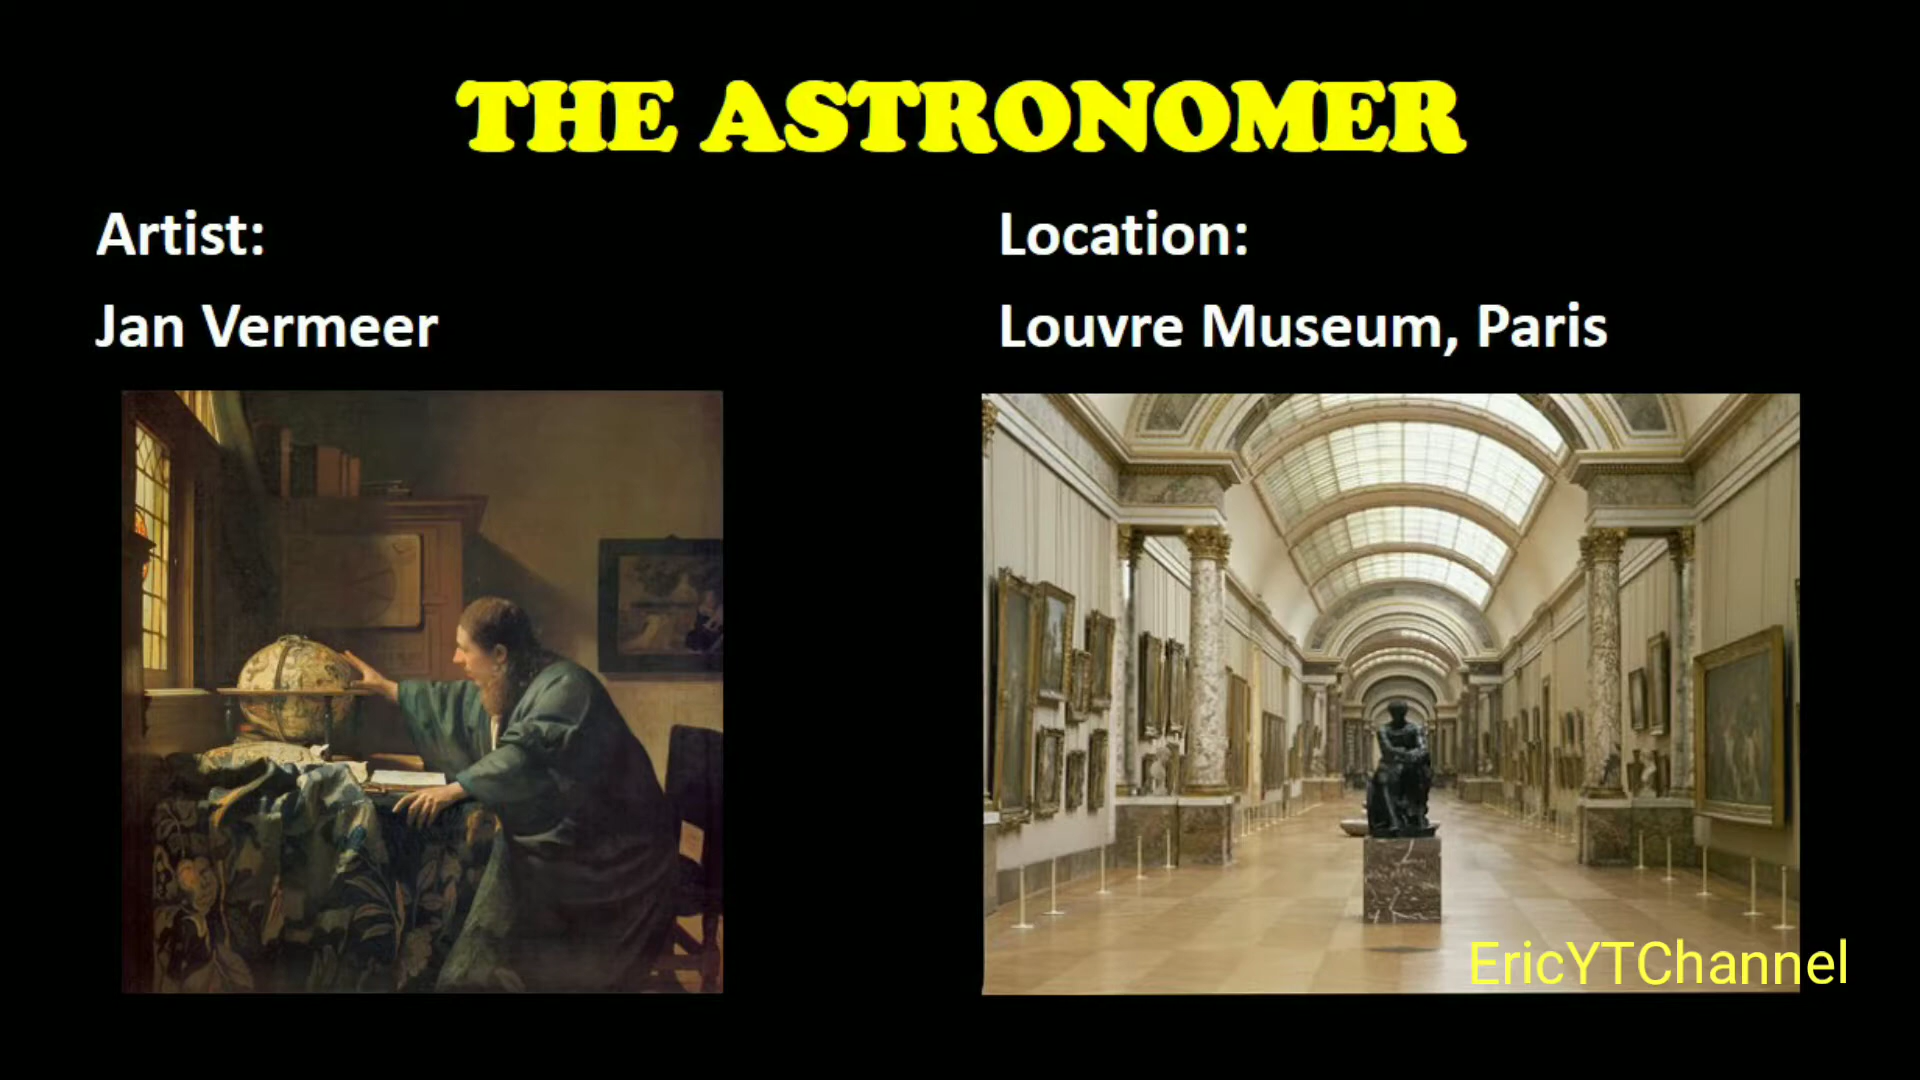 THE ASTRONOMER
Artist:
Jan Vermeer
Location:
Louvre Museum, Paris
EricYTChannel